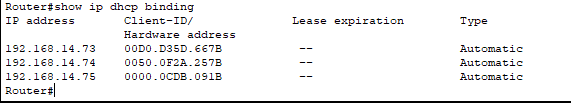 Router#show ip dhcp binding
IP address Client-ID/ Lease expiration Type
Hardware address
192.168.14.73 00D0.D35D.667B -- Automatic
192.168.14.74 0050.0F2A.257B -- Automatic
192.168.14.75 0000.0CDB.091B -- Automatic
Router#